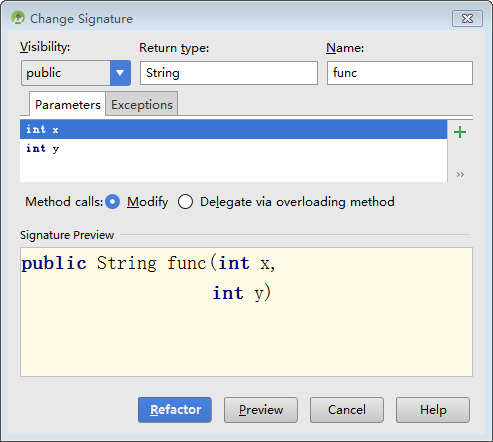 Change Signature
Visibility: Return type: Name:
public String func
Parameters Exceptions
int x
int y
Method calls: Modify Delegate via overloading method
Signature Preview
public String func(int x,
int y)
Refactor Preview Cancel Help